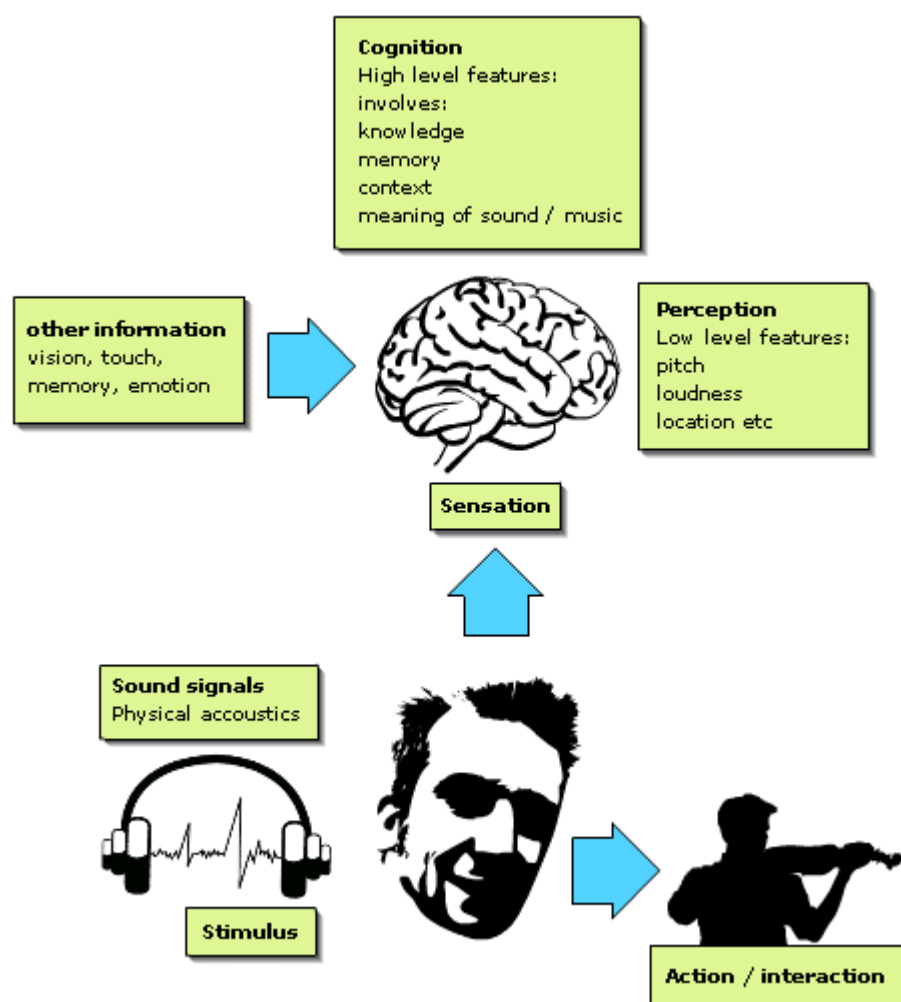 Cognition
High level features:
involves:
knowledge
memory
context
meaning of sound / music
other information
vision, touch,
memory, emotion
Perception
Low level features:
pitch
loudness
location etc
Sensation
Sound signals
Physical accoustics
Stimulus
Action / interaction